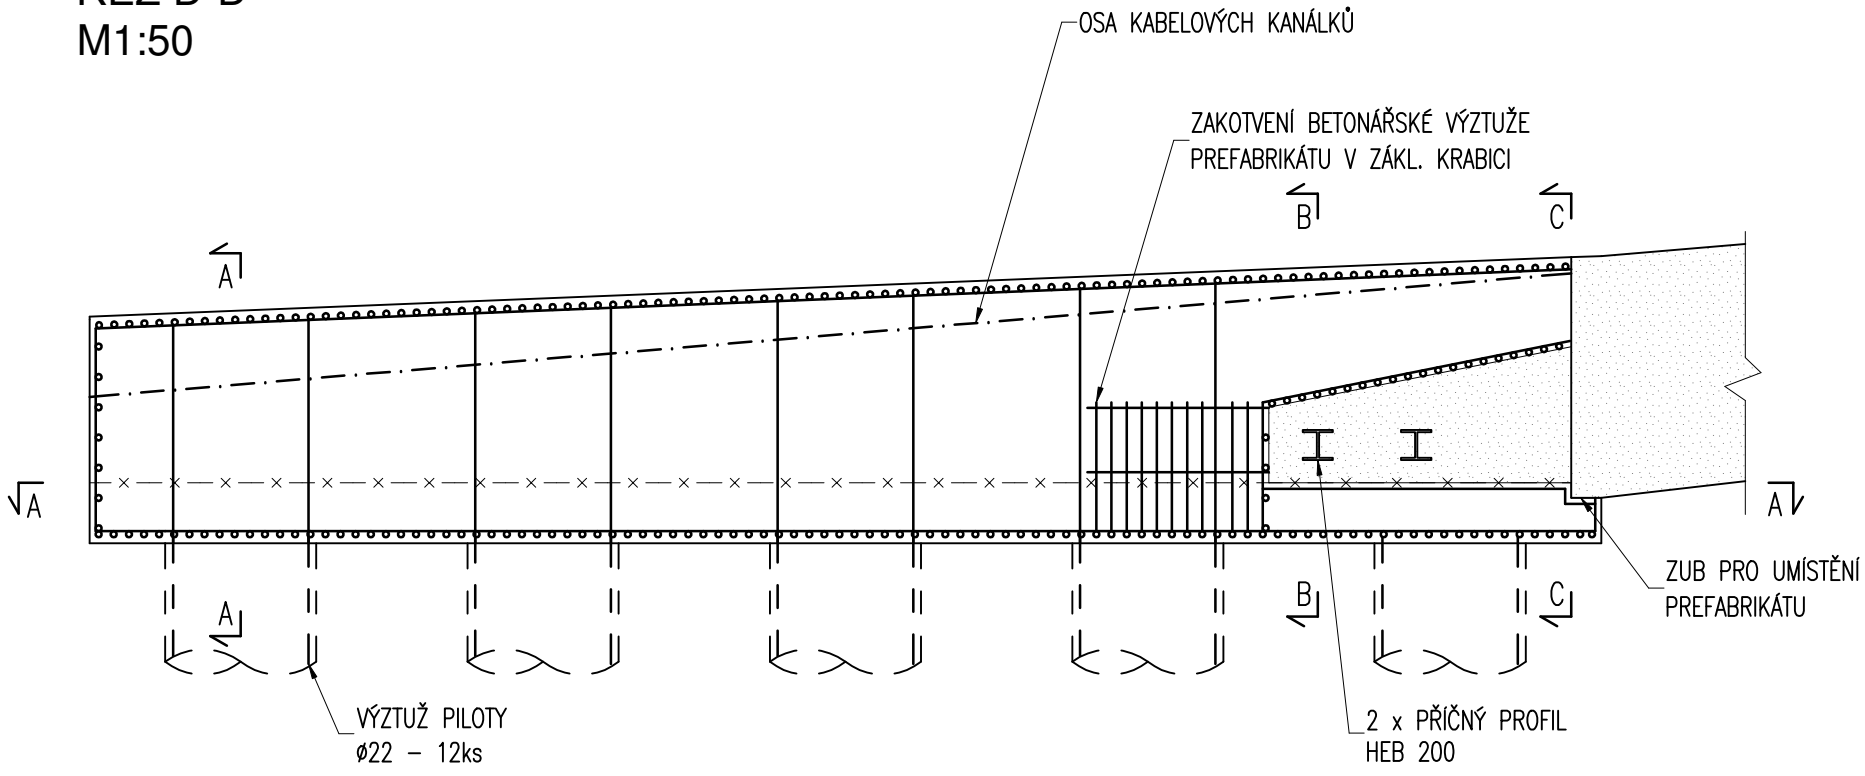 M1:50
OSA KABELOVÝCH KANÁLKŮ
ZAKOTVENÍ BETONÁŘSKÉ VÝZTUŽE
PREFABRIKÁTU V ZÁKL. KRABICI
B
C
A
A
A
ZUB PRO UMÍSTĚNÍ
PREFABRIKÁTU
A
B
C
VÝZTUŽ PILOTY
ø22 – 12ks
2 x PŘÍČNÝ PROFIL
HEB 200